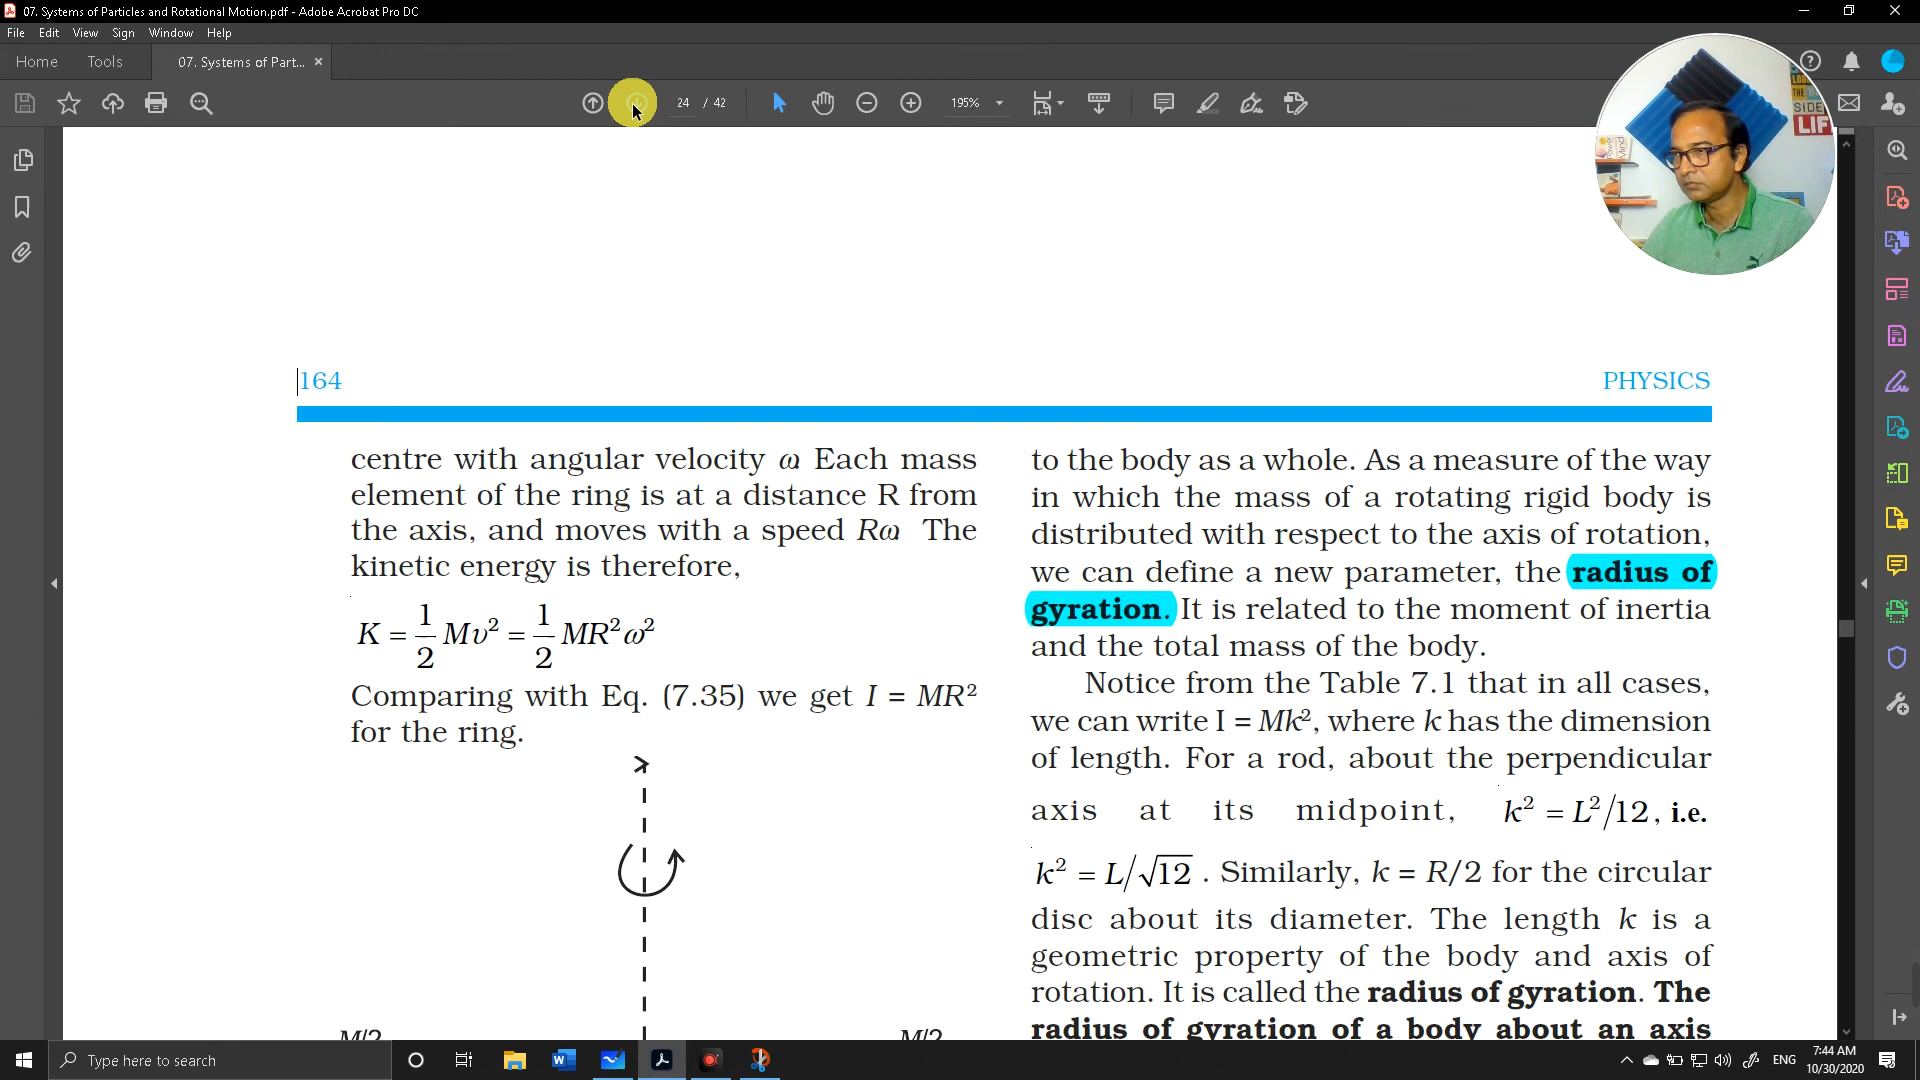 07. Systems of Particles and Rotational Motion.pdf - Adobe Acrobat Pro DC
File Edit View Sign Window Help
Home Tools 07. Systems of Part... ×
24 / 42 195%
LIFE
SIDE
LIF
164 PHYSICS
centre with angular velocity ω. Each mass
element of the ring is at a distance R from
the axis, and moves with a speed Rω. The
kinetic energy is therefore,
K = 1/2 Mυ² = 1/2 MR²ω²
Comparing with Eq. (7.35) we get I = MR²
for the ring.
M/2 M/2
to the body as a whole. As a measure of the way
in which the mass of a rotating rigid body is
distributed with respect to the axis of rotation,
we can define a new parameter, the radius of
gyration. It is related to the moment of inertia
and the total mass of the body.
Notice from the Table 7.1 that in all cases,
we can write I = Mk², where k has the dimension
of length. For a rod, about the perpendicular
axis at its midpoint, k² = L²/12, i.e.
k² = L/√12 . Similarly, k = R/2 for the circular
disc about its diameter. The length k is a
geometric property of the body and axis of
rotation. It is called the radius of gyration. The
radius of gyration of a body about an axis
Type here to search
ENG
7:44 AM
10/30/2020